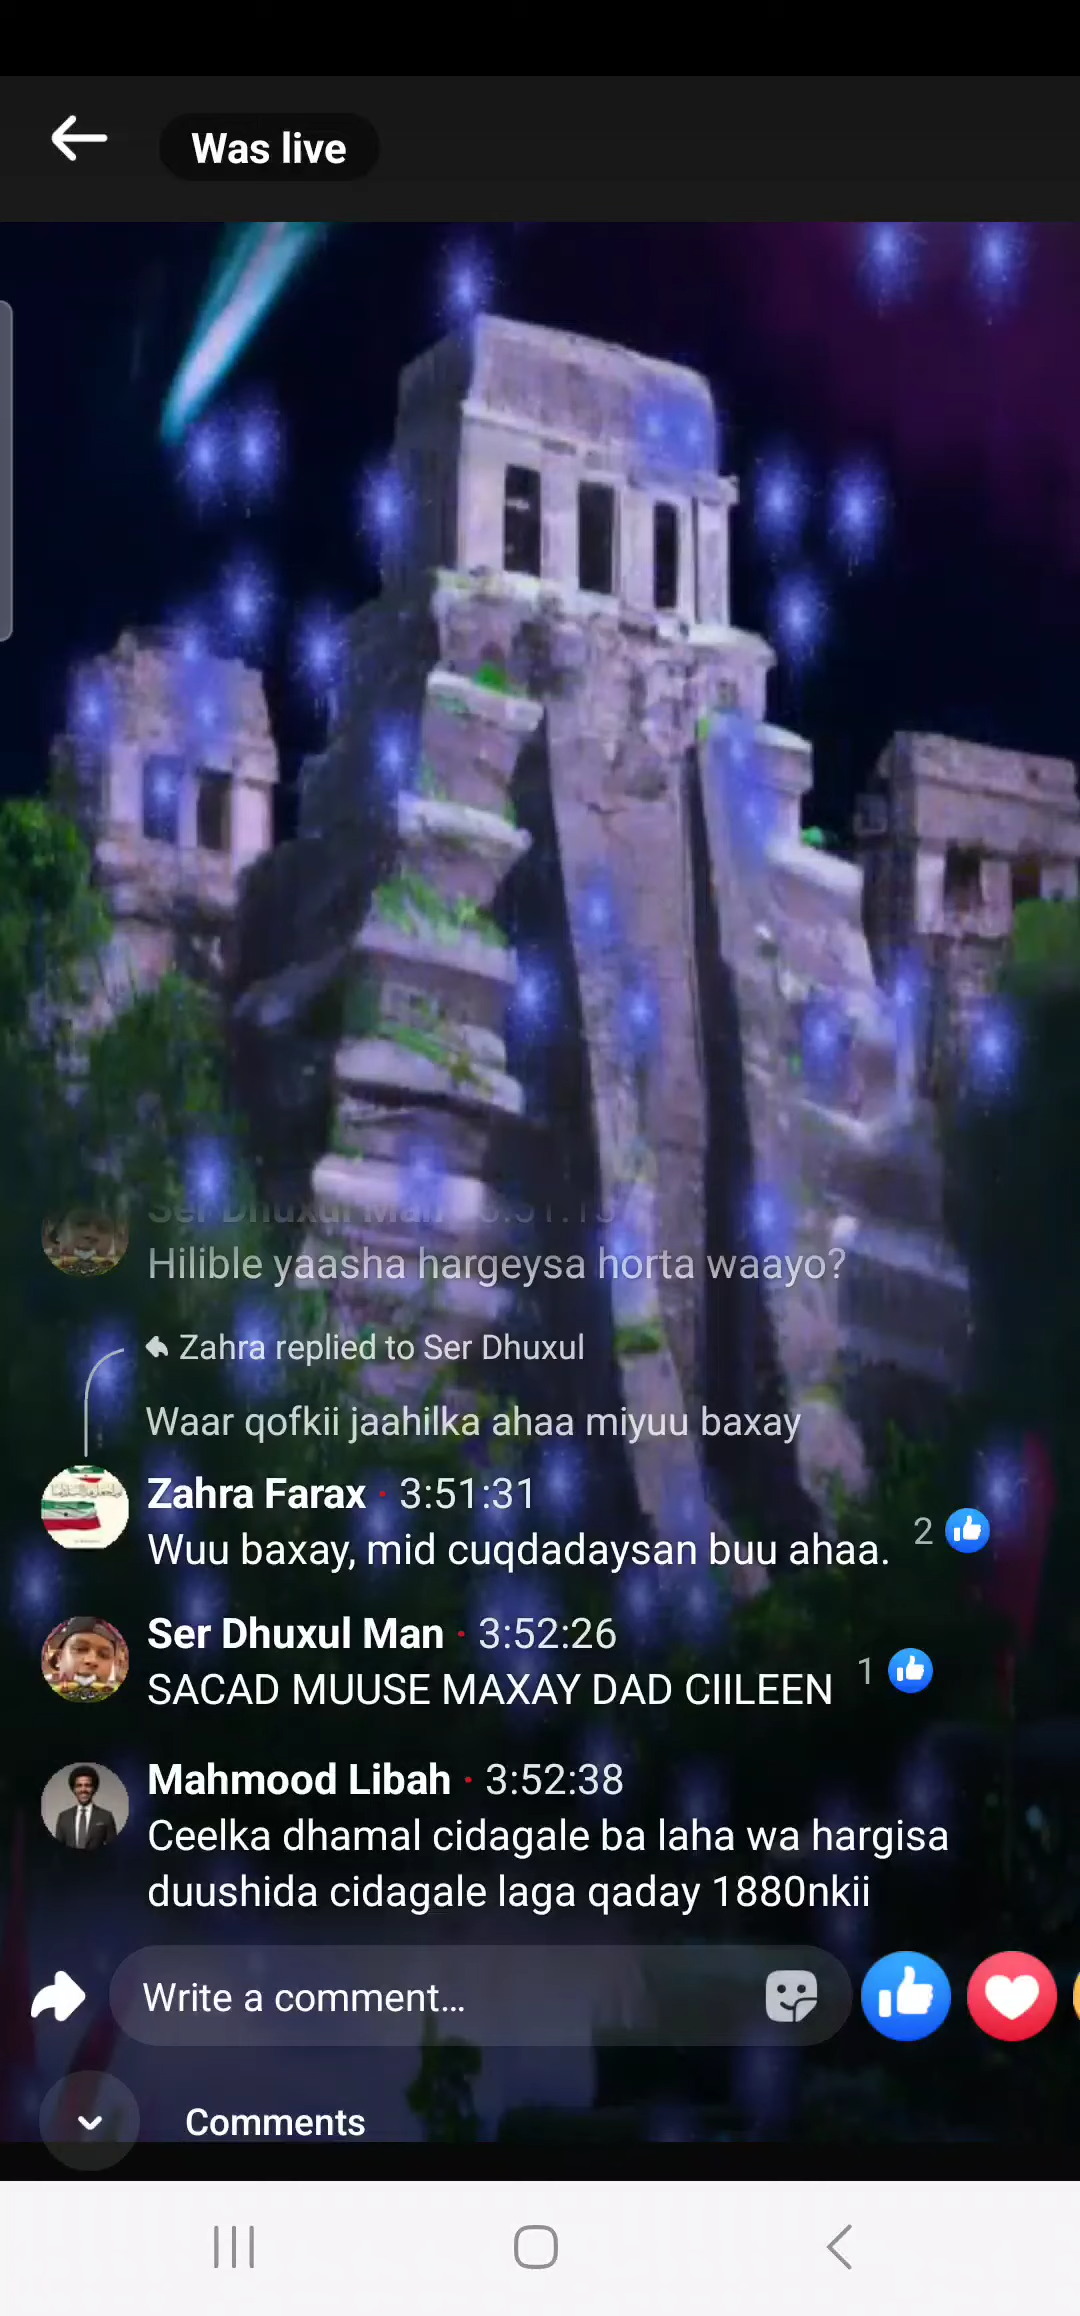 Was live
Ser Dhuxul Man
Hilible yaasha hargeysa horta waayo?
Zahra replied to Ser Dhuxul
Waar qofkii jaahilka ahaa miyuu baxay
Zahra Farax · 3:51:31
Wuu baxay, mid cuqdadaysan buu ahaa.
2
Ser Dhuxul Man · 3:52:26
SACAD MUUSE MAXAY DAD CIILEEN
1
Mahmood Libah · 3:52:38
Ceelka dhamal cidagale ba laha wa hargisa
duushida cidagale laga qaday 1880nkii
Write a comment...
Comments